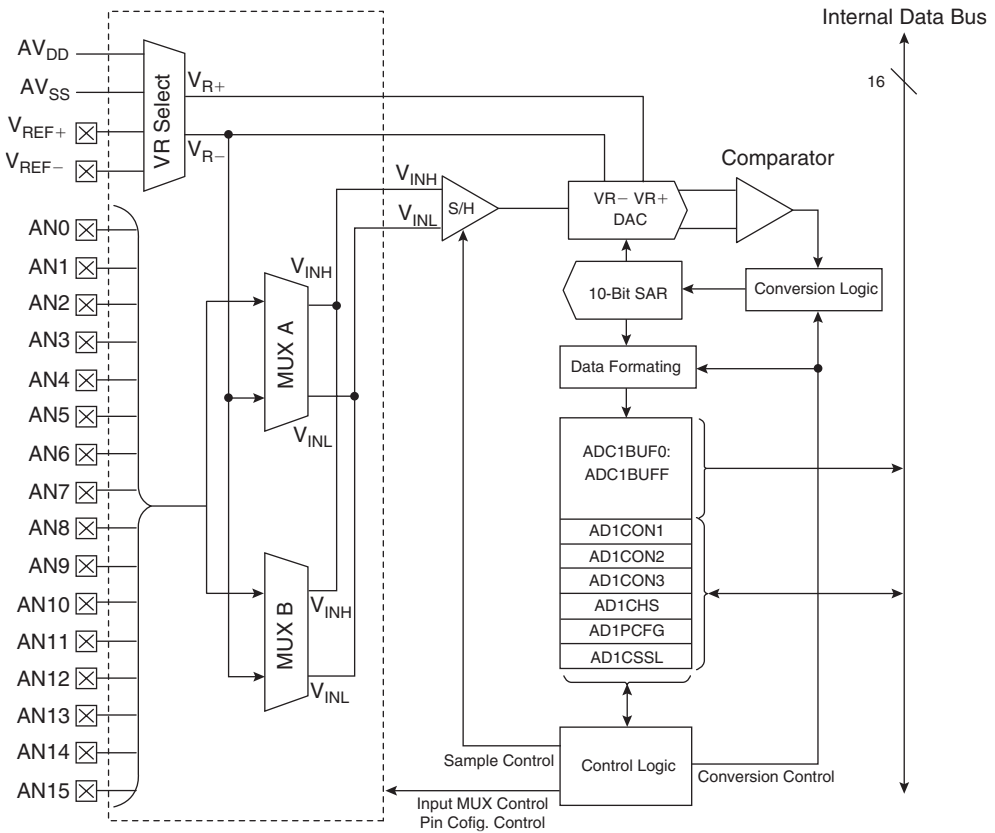 Internal Data Bus
16
AVDD
AVSS
VREF+
VREF−
VR Select
VR+
VR−
AN0
AN1
AN2
AN3
AN4
AN5
AN6
AN7
AN8
AN9
AN10
AN11
AN12
AN13
AN14
AN15
MUX A
VINH
VINL
MUX B
VINH
VINL
VINH
VINL
S/H
VR− VR+
DAC
Comparator
10-Bit SAR
Conversion Logic
Data Formating
ADC1BUF0:
ADC1BUFF
AD1CON1
AD1CON2
AD1CON3
AD1CHS
AD1PCFG
AD1CSSL
Control Logic
Sample Control
Conversion Control
Input MUX Control
Pin Cofig. Control